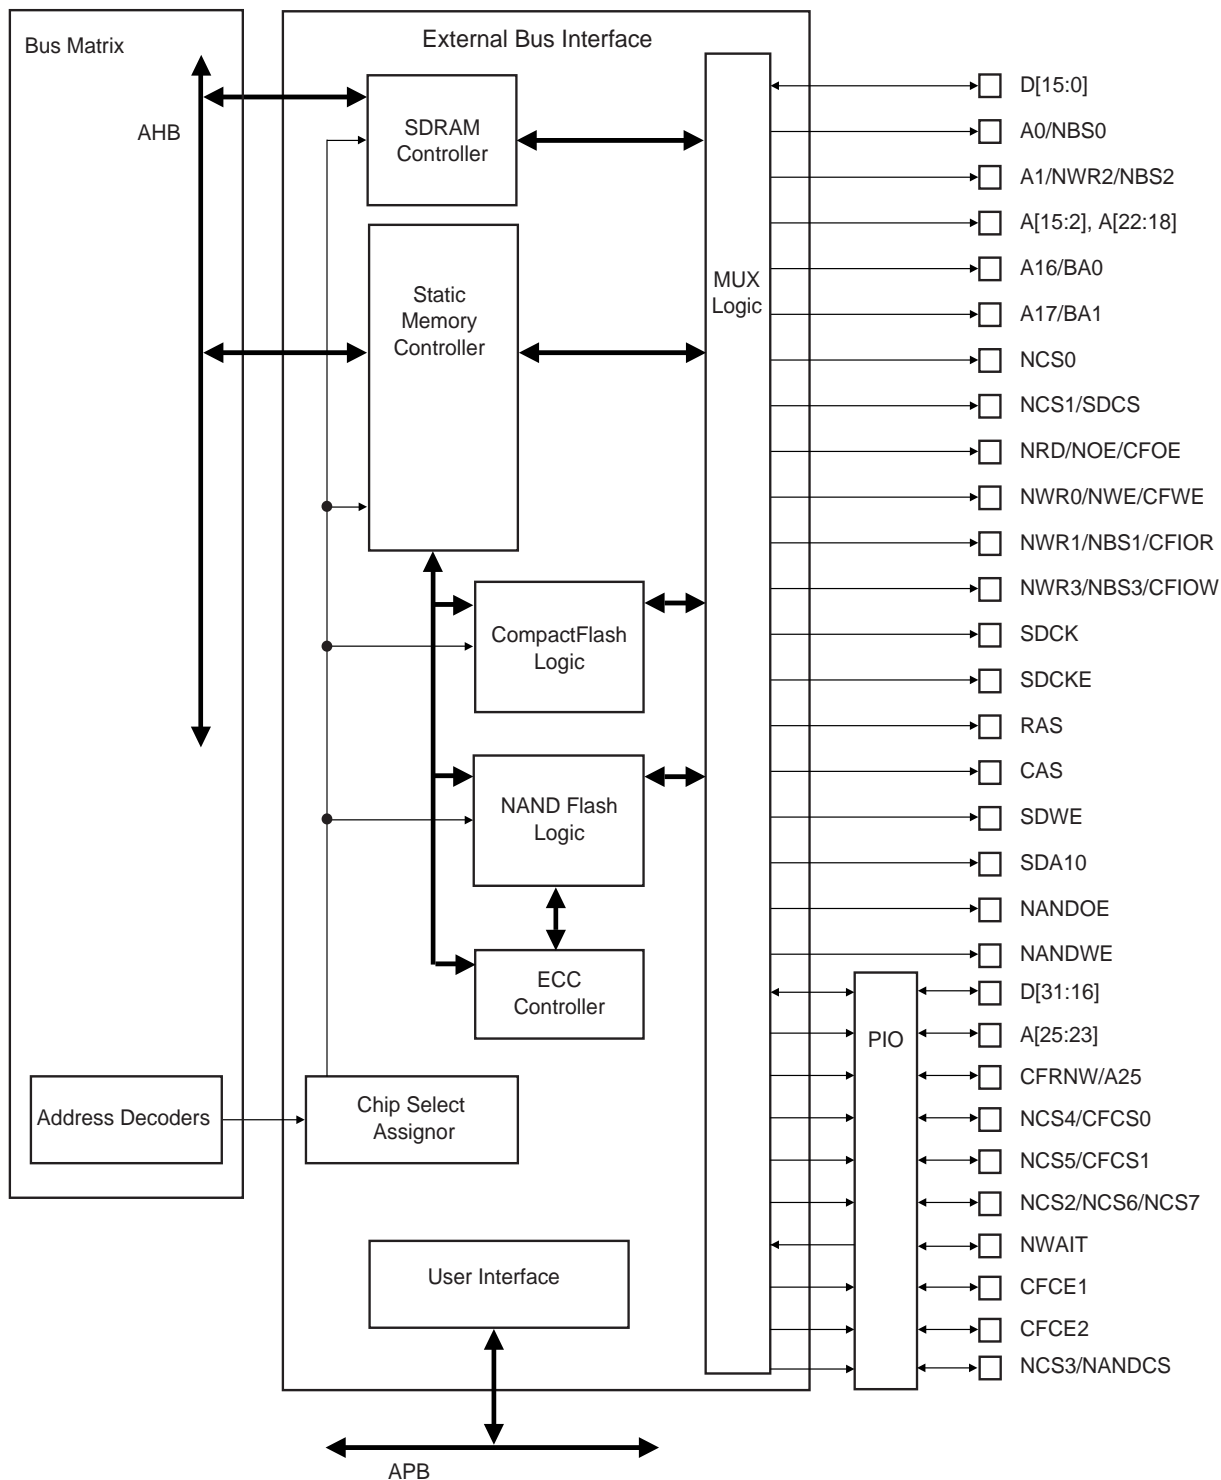 Bus Matrix
External Bus Interface
AHB
SDRAM
Controller
Static
Memory
Controller
MUX
Logic
CompactFlash
Logic
NAND Flash
Logic
ECC
Controller
Address Decoders
Chip Select
Assignor
User Interface
APB
PIO
D[15:0]
A0/NBS0
A1/NWR2/NBS2
A[15:2], A[22:18]
A16/BA0
A17/BA1
NCS0
NCS1/SDCS
NRD/NOE/CFOE
NWR0/NWE/CFWE
NWR1/NBS1/CFIOR
NWR3/NBS3/CFIOW
SDCK
SDCKE
RAS
CAS
SDWE
SDA10
NANDOE
NANDWE
D[31:16]
A[25:23]
CFRNW/A25
NCS4/CFCS0
NCS5/CFCS1
NCS2/NCS6/NCS7
NWAIT
CFCE1
CFCE2
NCS3/NANDCS